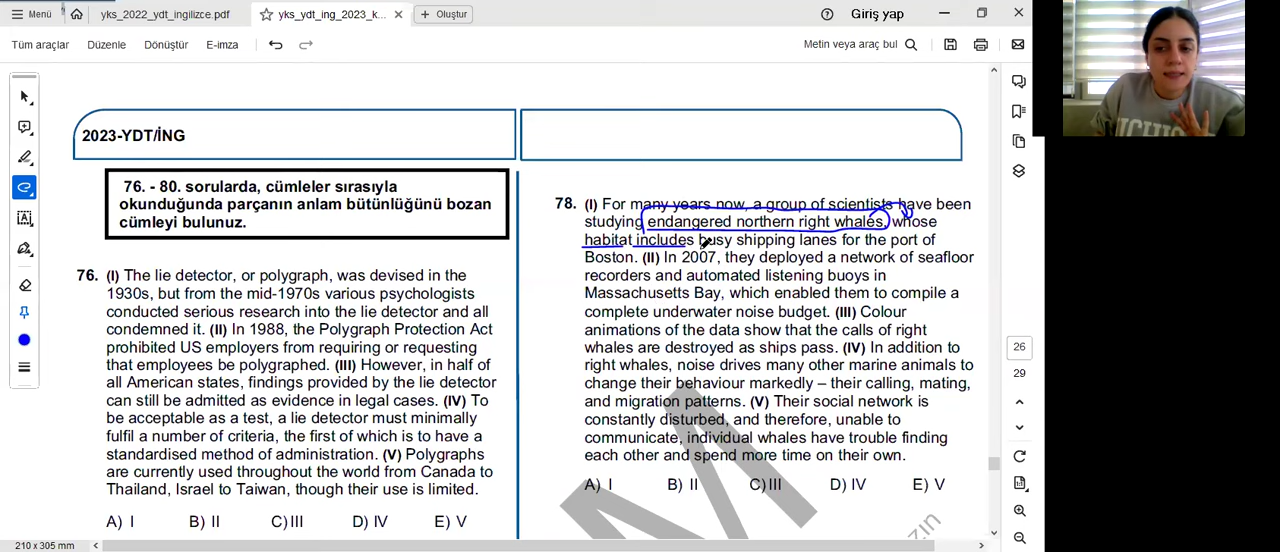 Menü
yks_2022_ydt_ingilizce.pdf
yks_ydt_ing_2023_k...
Oluştur
Giriş yap
Tüm araçlar
Düzenle
Dönüştür
E-imza
Metin veya araç bul
2023-YDT/İNG
76. - 80. sorularda, cümleler sırasıyla
okunduğunda parçanın anlam bütünlüğünü bozan
cümleyi bulunuz.
76. (I) The lie detector, or polygraph, was devised in the
1930s, but from the mid-1970s various psychologists
conducted serious research into the lie detector and all
condemned it. (II) In 1988, the Polygraph Protection Act
prohibited US employers from requiring or requesting
that employees be polygraphed. (III) However, in half of
all American states, findings provided by the lie detector
can still be admitted as evidence in legal cases. (IV) To
be acceptable as a test, a lie detector must minimally
fulfil a number of criteria, the first of which is to have a
standardised method of administration. (V) Polygraphs
are currently used throughout the world from Canada to
Thailand, Israel to Taiwan, though their use is limited.
A) I B) II C) III D) IV E) V
78. (I) For many years now, a group of scientists have been
studying endangered northern right whales, whose
habitat includes busy shipping lanes for the port of
Boston. (II) In 2007, they deployed a network of seafloor
recorders and automated listening buoys in
Massachusetts Bay, which enabled them to compile a
complete underwater noise budget. (III) Colour
animations of the data show that the calls of right
whales are destroyed as ships pass. (IV) In addition to
right whales, noise drives many other marine animals to
change their behaviour markedly – their calling, mating,
and migration patterns. (V) Their social network is
constantly disturbed, and therefore, unable to
communicate, individual whales have trouble finding
each other and spend more time on their own.
A) I B) II C) III D) IV E) V
26
29
210 x 305 mm